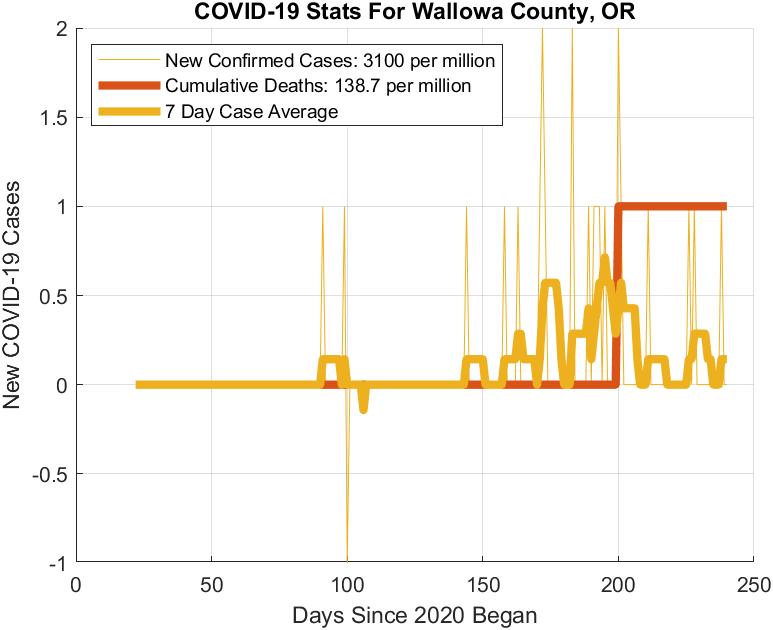 COVID-19 Stats For Wallowa County, OR
New Confirmed Cases: 3100 per million
Cumulative Deaths: 138.7 per million
7 Day Case Average
New COVID-19 Cases
2
1.5
1
0.5
0
-0.5
-1
0 50 100 150 200 250
Days Since 2020 Began